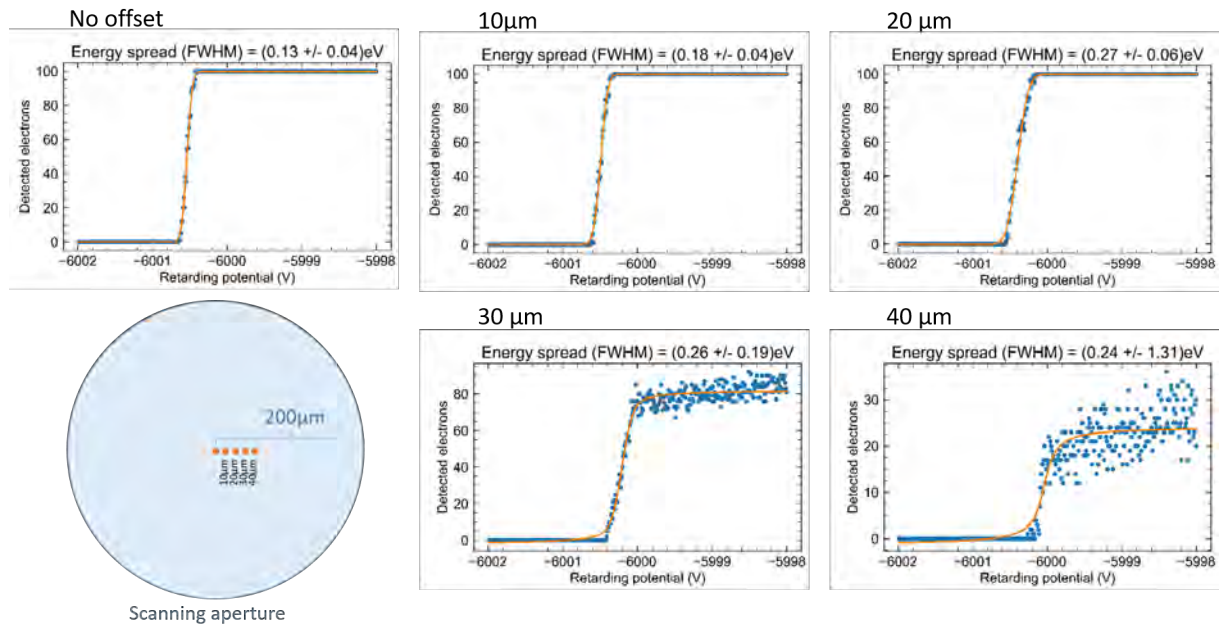 No offset
Energy spread (FWHM) = (0.13 +/- 0.04)eV
Detected electrons
100
80
60
40
20
0
−6002 −6001 −6000 −5999 −5998
Retarding potential (V)
10μm
Energy spread (FWHM) = (0.18 +/- 0.04)eV
Detected electrons
100
80
60
40
20
0
−6002 −6001 −6000 −5999 −5998
Retarding potential (V)
20 μm
Energy spread (FWHM) = (0.27 +/- 0.06)eV
Detected electrons
100
80
60
40
20
0
−6002 −6001 −6000 −5999 −5998
Retarding potential (V)
200μm
10μm
20μm
30μm
40μm
Scanning aperture
30 μm
Energy spread (FWHM) = (0.26 +/- 0.19)eV
Detected electrons
80
60
40
20
0
−6002 −6001 −6000 −5999 −5998
Retarding potential (V)
40 μm
Energy spread (FWHM) = (0.24 +/- 1.31)eV
Detected electrons
30
20
10
0
−6002 −6001 −6000 −5999 −5998
Retarding potential (V)